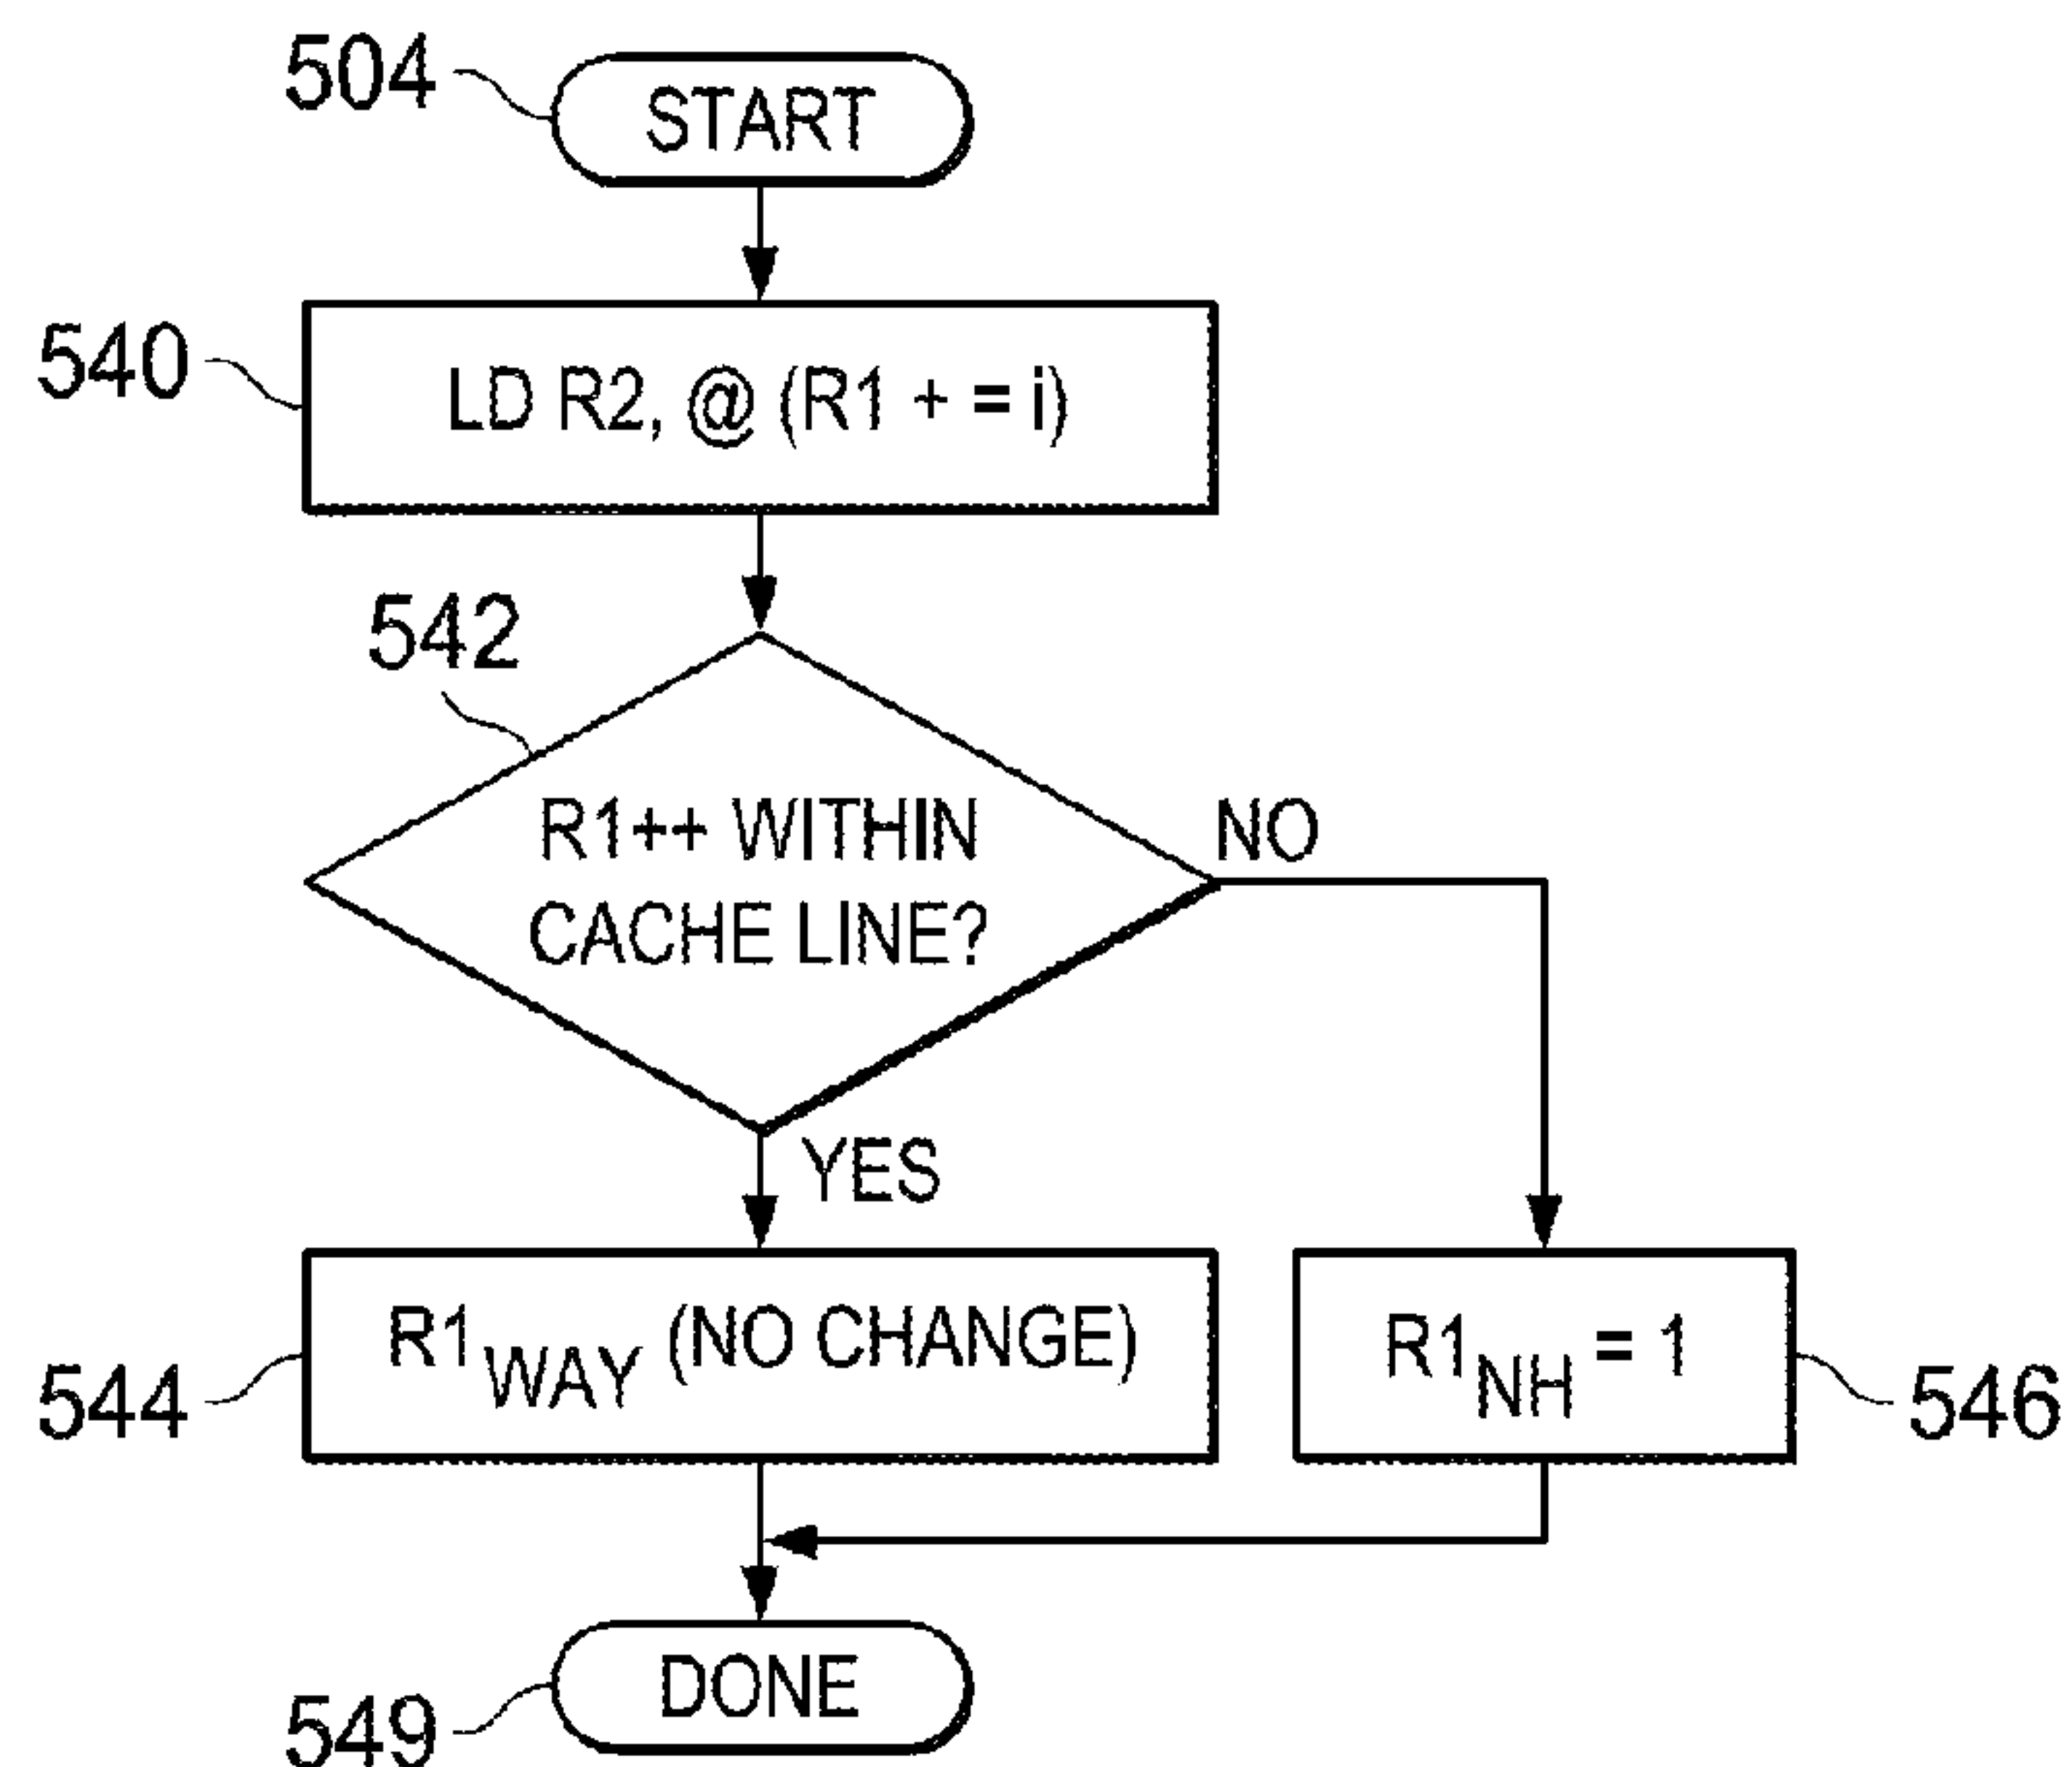 504
START
540
LD R2, @ (R1 + = i)
542
R1++ WITHIN
CACHE LINE?
NO
YES
544
R1WAY (NO CHANGE)
R1NH = 1
546
549
DONE